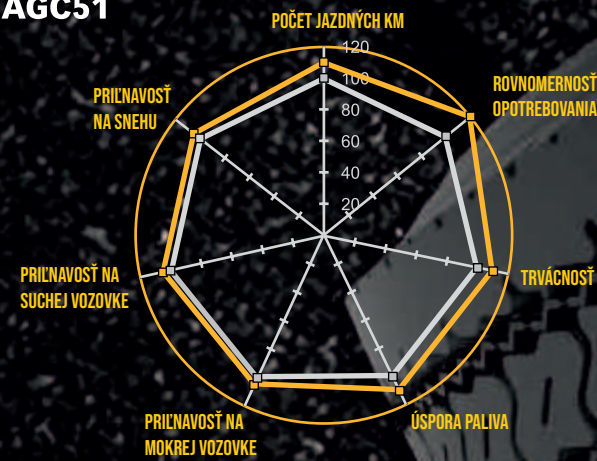 AGC51
POČET JAZDNÝCH KM
120
100
80
60
40
20
ROVNOMERNOSŤ
OPOTREBOVANIA
TRVÁCNOSŤ
ÚSPORA PALIVA
PRIĽNAVOSŤ NA
MOKREJ VOZOVKE
PRIĽNAVOSŤ NA
SUCHEJ VOZOVKE
PRIĽNAVOSŤ
NA SNEHU